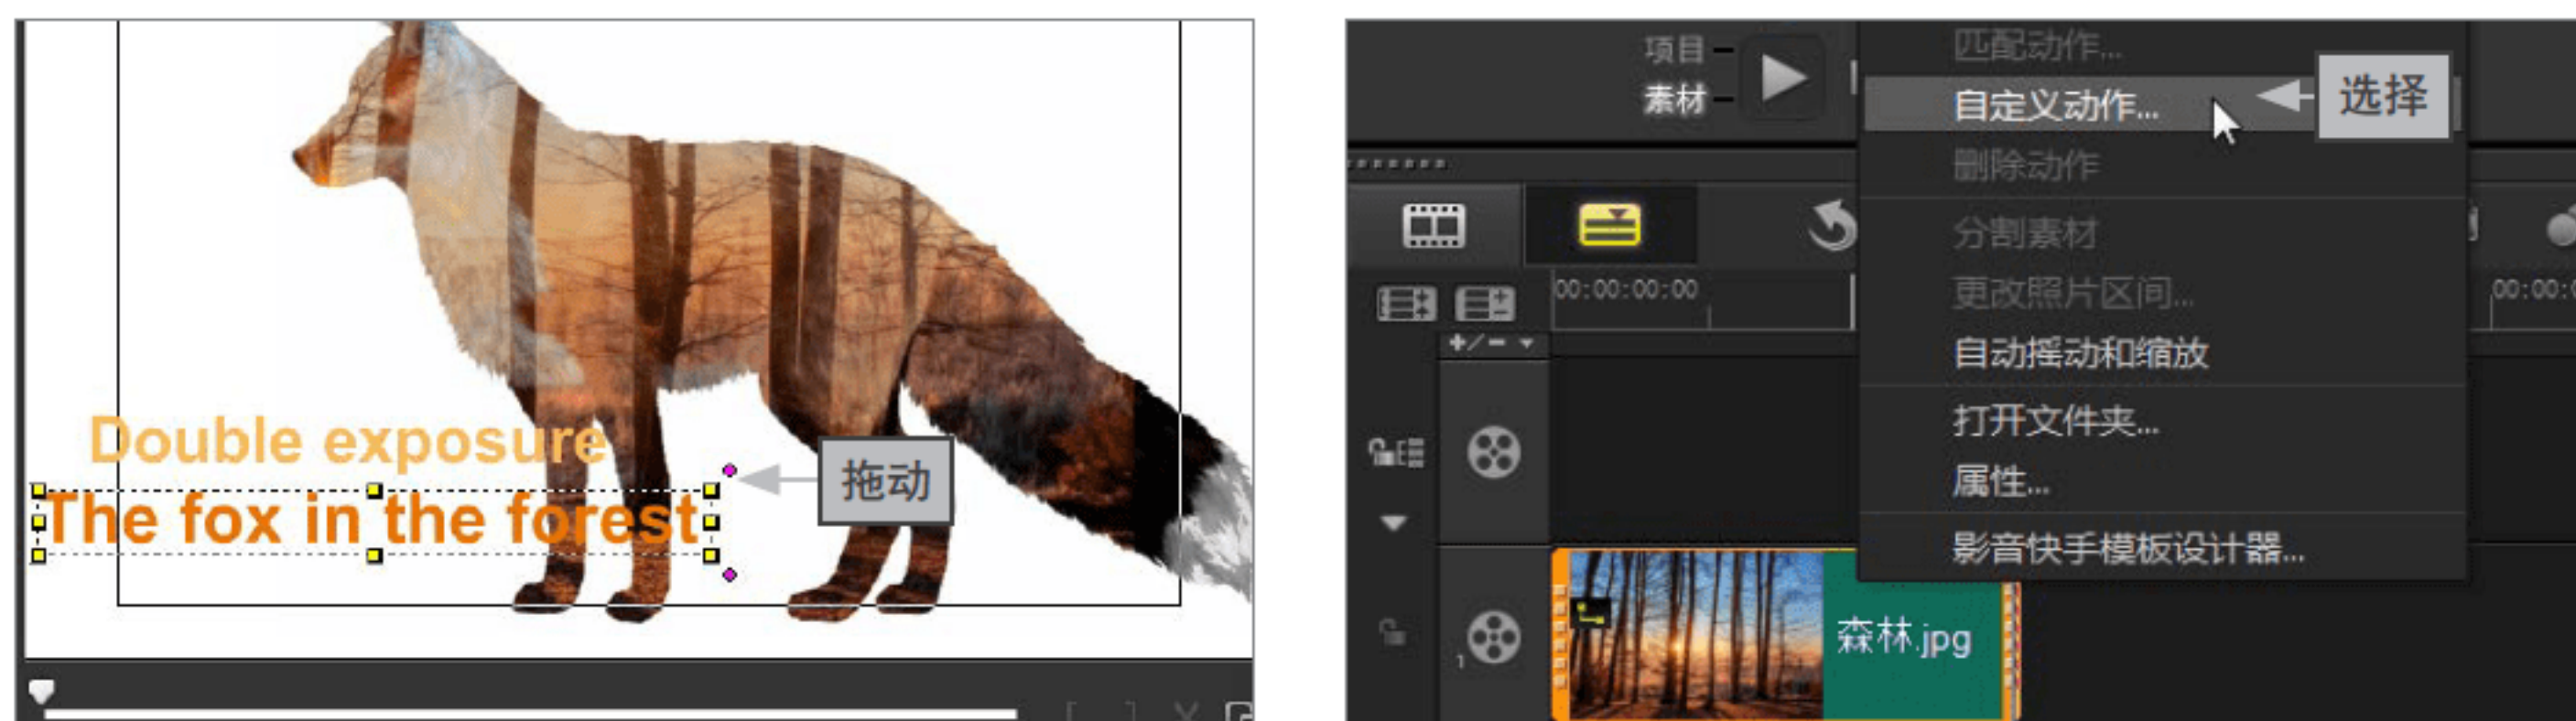 Double exposure
The fox in the forest
拖动
项目
素材
匹配动作...
自定义动作...
选择
删除动作
分割素材
更改照片区间...
自动摇动和缩放
打开文件夹...
属性...
影音快手模板设计器...
00:00:00:00
00:00:
1
森林.jpg